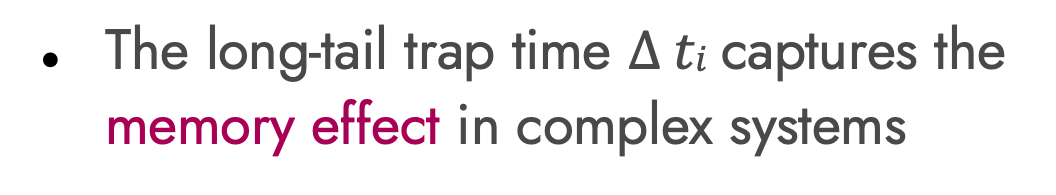 • The long-tail trap time Δ tᵢ captures the
memory effect in complex systems